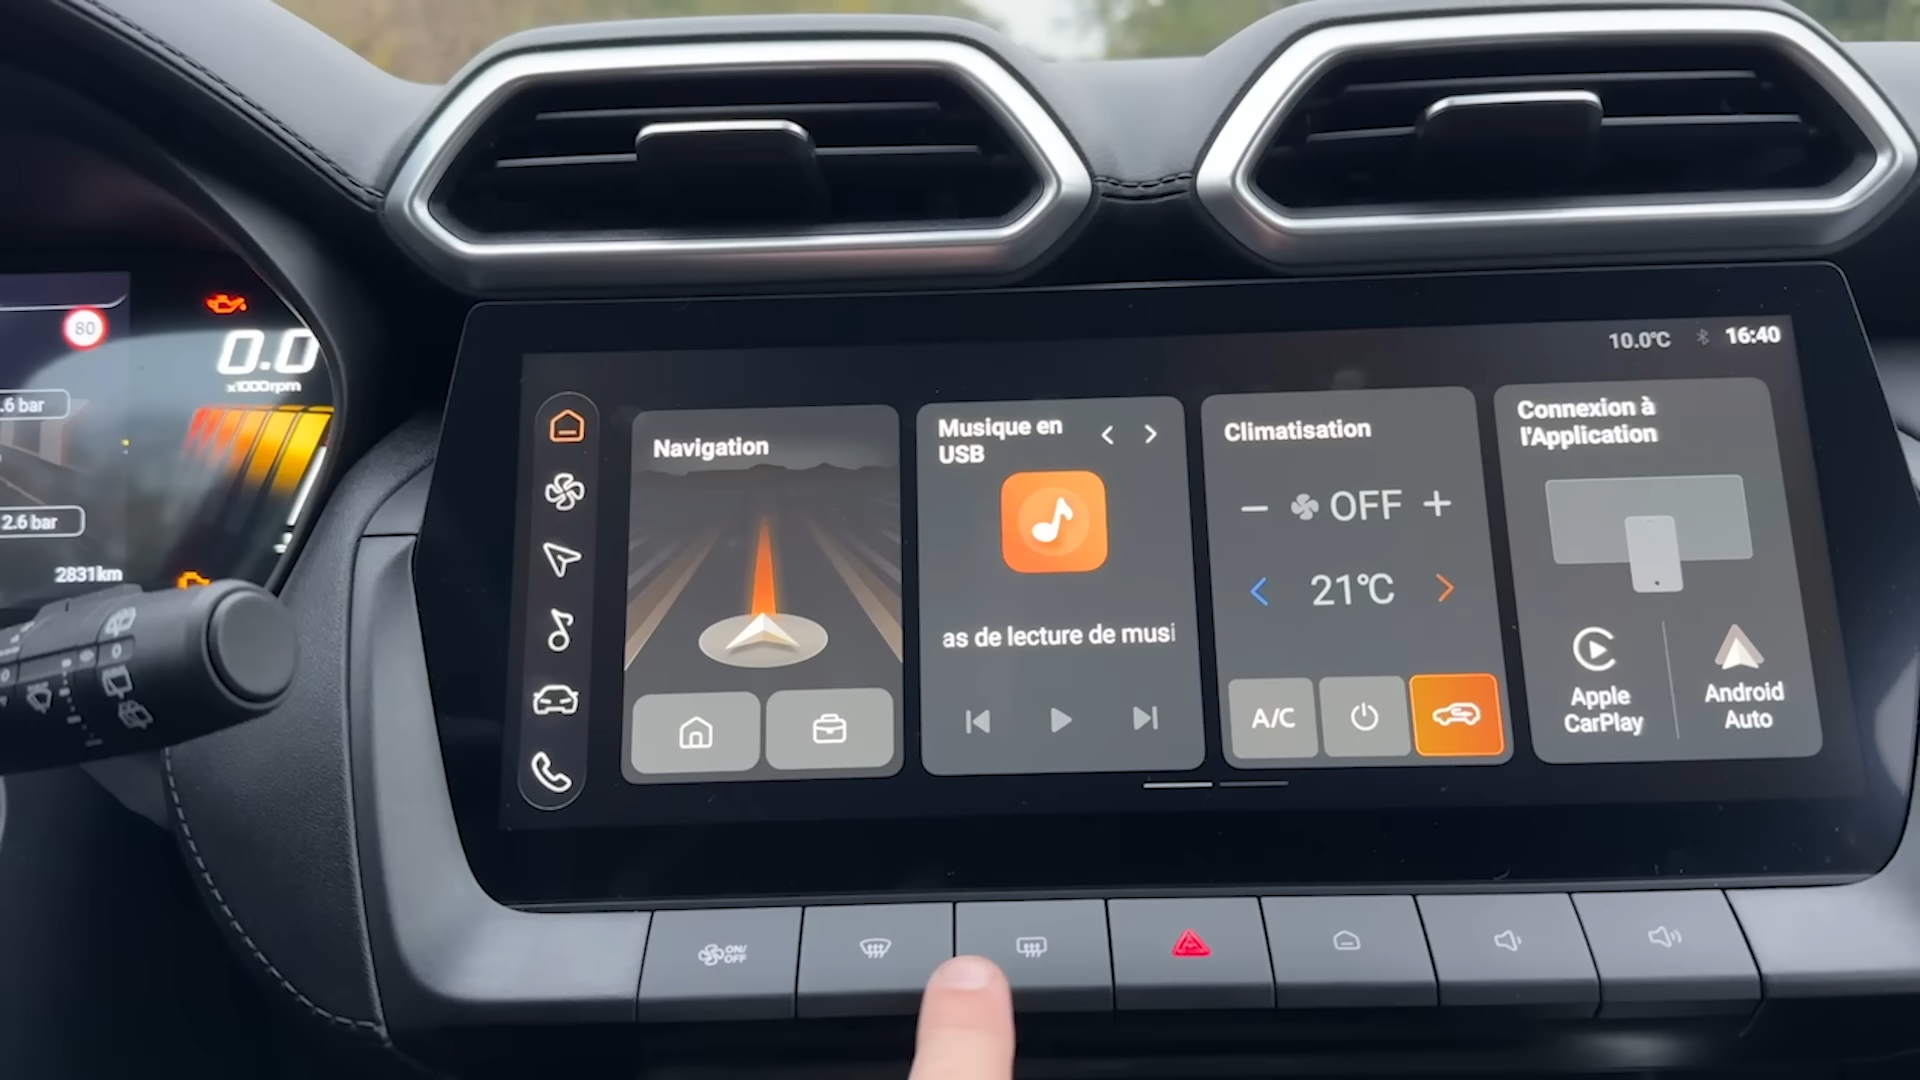 80
0.0
x1000rpm
.6 bar
2.6 bar
2831km
0
10.0°C
16:40
Navigation
Musique en
USB
as de lecture de musi
Climatisation
OFF
21°C
A/C
Connexion à
l'Application
Apple
CarPlay
Android
Auto
ON/
OFF